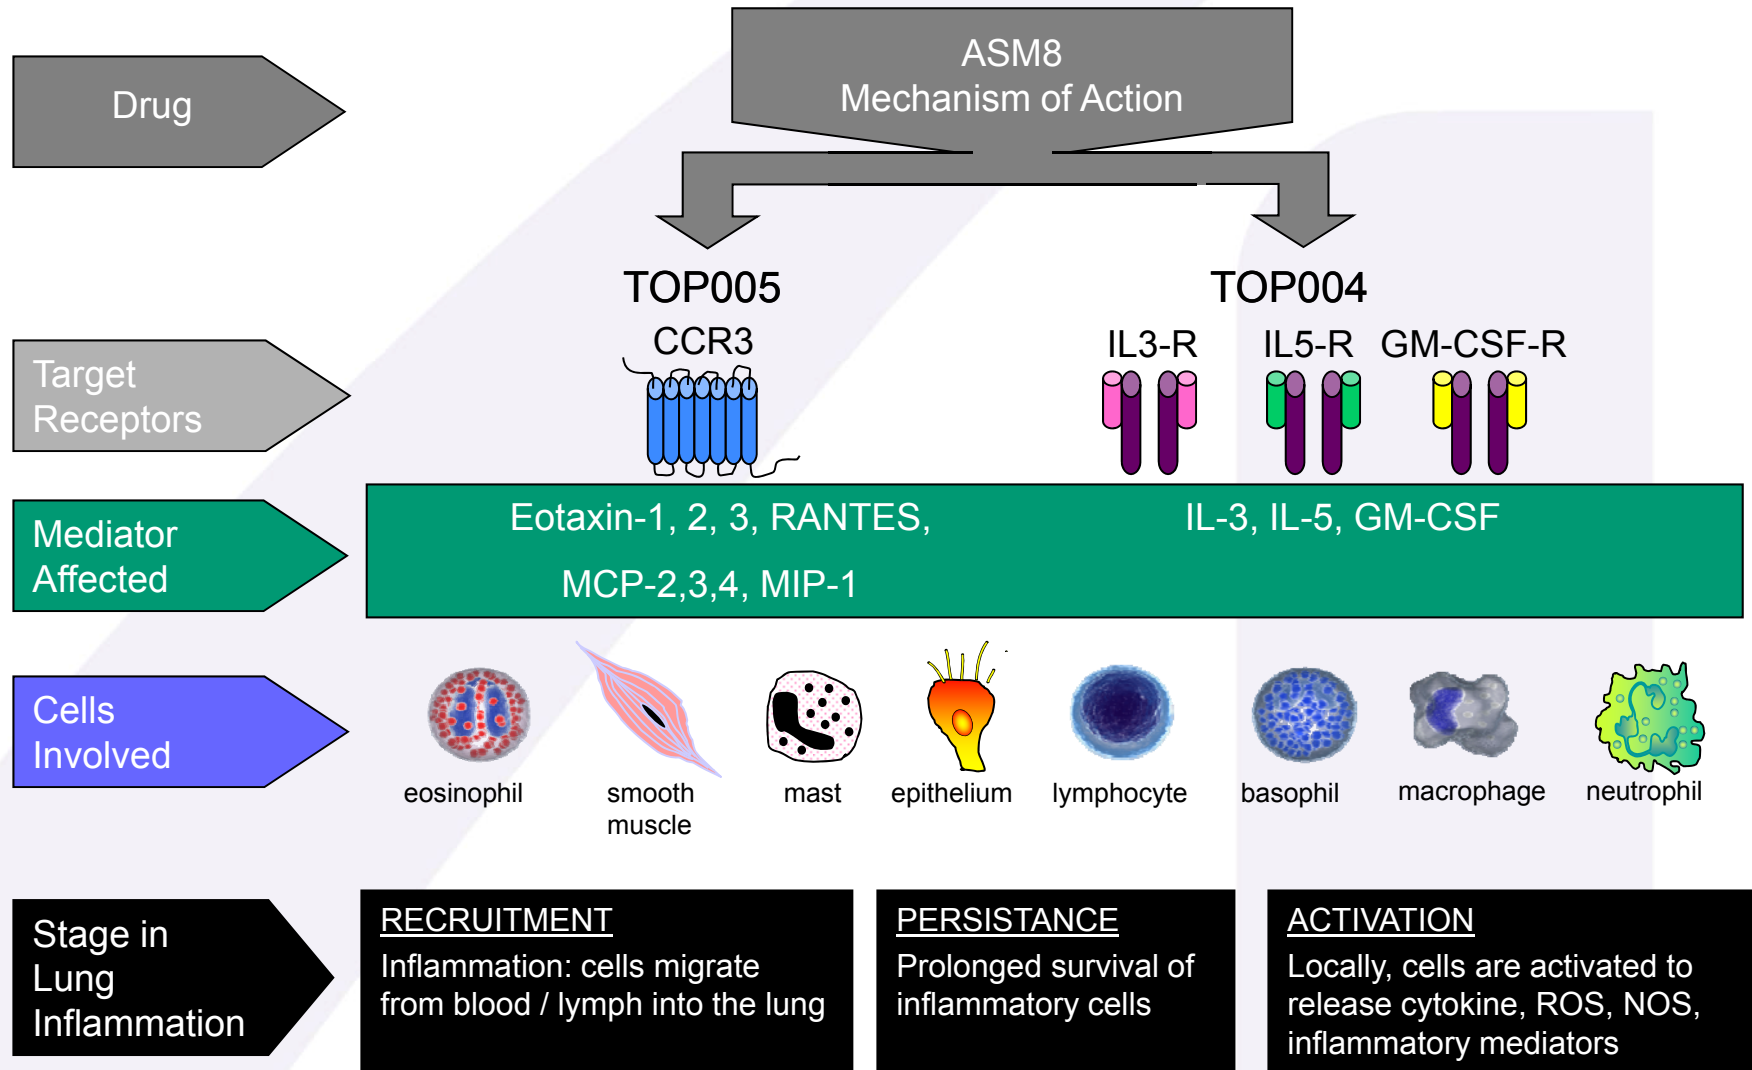 Drug
ASM8
Mechanism of Action
TOP005
TOP004
Target
Receptors
CCR3
IL3-R
IL5-R
GM-CSF-R
Mediator
Affected
Eotaxin-1, 2, 3, RANTES,
MCP-2,3,4, MIP-1
IL-3, IL-5, GM-CSF
Cells
Involved
eosinophil
smooth
muscle
mast
epithelium
lymphocyte
basophil
macrophage
neutrophil
Stage in
Lung
Inflammation
RECRUITMENT
Inflammation: cells migrate
from blood / lymph into the lung
PERSISTANCE
Prolonged survival of
inflammatory cells
ACTIVATION
Locally, cells are activated to
release cytokine, ROS, NOS,
inflammatory mediators